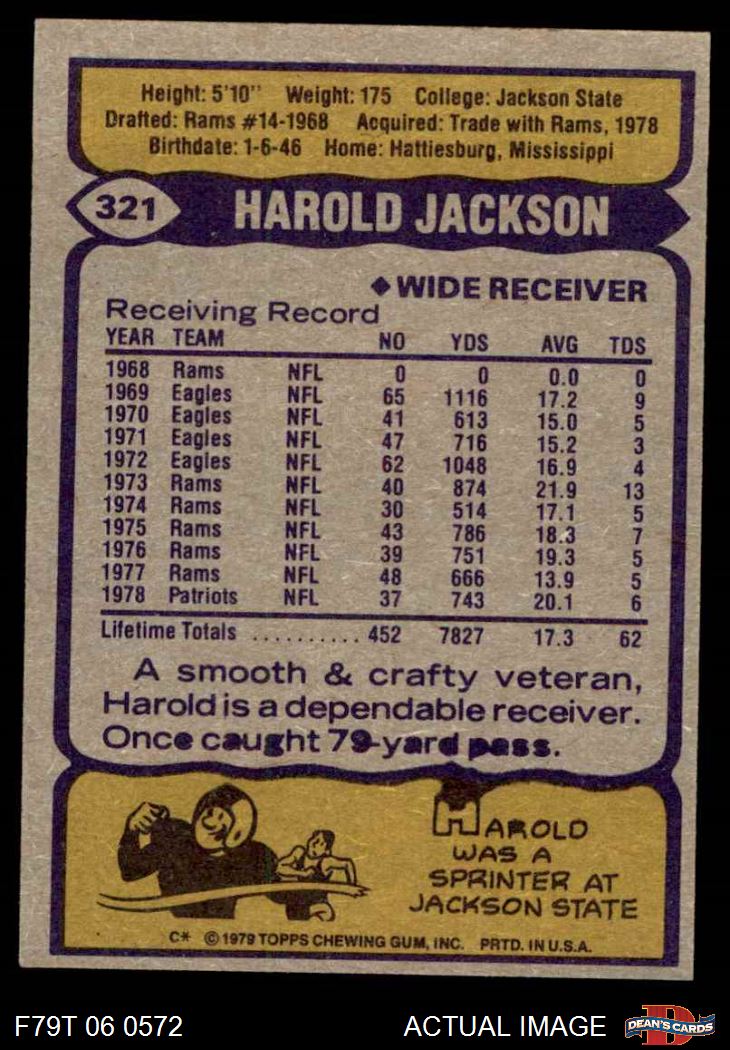 Height: 5'10" Weight: 175 College: Jackson State
Drafted: Rams #14-1968 Acquired: Trade with Rams, 1978
Birthdate: 1-6-46 Home: Hattiesburg, Mississippi
321 HAROLD JACKSON
◆ WIDE RECEIVER
Receiving Record
YEAR TEAM NO YDS AVG TDS
1968 Rams NFL 0 0 0.0 0
1969 Eagles NFL 65 1116 17.2 9
1970 Eagles NFL 41 613 15.0 5
1971 Eagles NFL 47 716 15.2 3
1972 Eagles NFL 62 1048 16.9 4
1973 Rams NFL 40 874 21.9 13
1974 Rams NFL 30 514 17.1 5
1975 Rams NFL 43 786 18.3 7
1976 Rams NFL 39 751 19.3 5
1977 Rams NFL 48 666 13.9 5
1978 Patriots NFL 37 743 20.1 6
Lifetime Totals .......... 452 7827 17.3 62
A smooth & crafty veteran,
Harold is a dependable receiver.
Once caught 79-yard pass.
HAROLD
WAS A
SPRINTER AT
JACKSON STATE
C* © 1979 TOPPS CHEWING GUM, INC. PRTD. IN U.S.A.
F79T 06 0572 ACTUAL IMAGE D DEAN'S CARDS